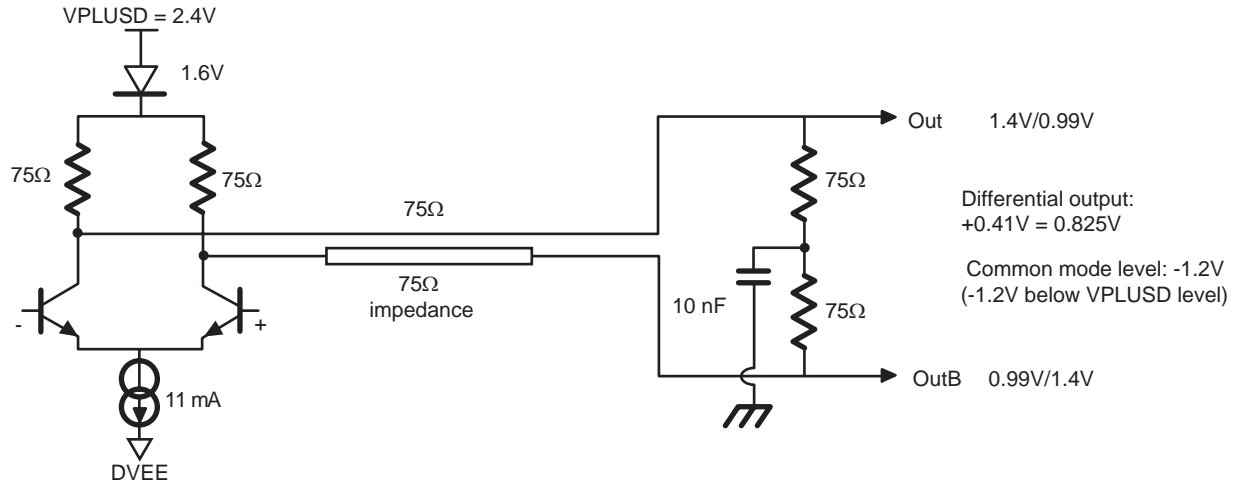 VPLUSD = 2.4V
1.6V
75Ω
75Ω
75Ω
75Ω
impedance
-
+
11 mA
DVEE
10 nF
75Ω
75Ω
Out 1.4V/0.99V
Differential output:
+0.41V = 0.825V
Common mode level: -1.2V
(-1.2V below VPLUSD level)
OutB 0.99V/1.4V